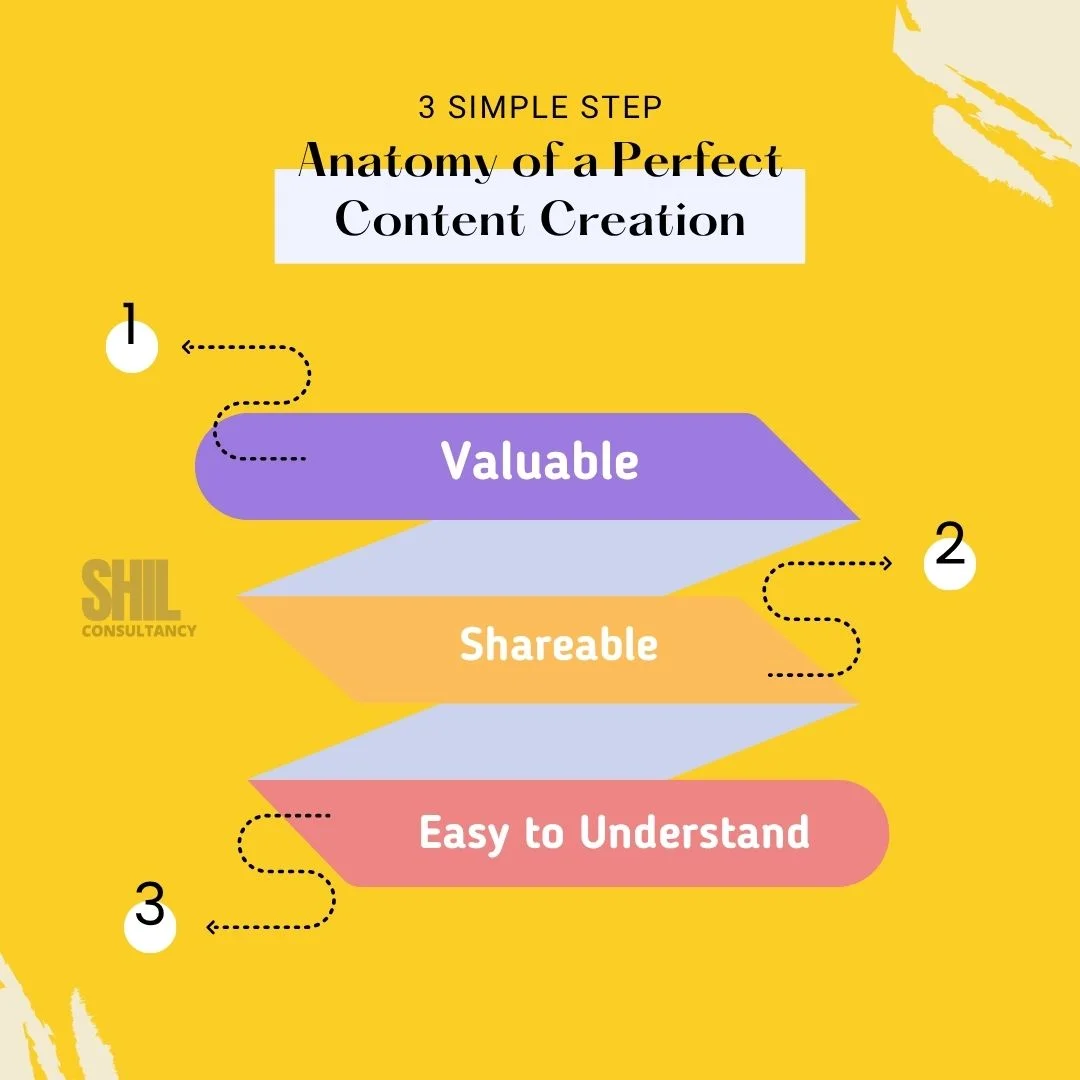 3 SIMPLE STEP
Anatomy of a Perfect
Content Creation
1
Valuable
2
SHIL
CONSULTANCY
Shareable
Easy to Understand
3